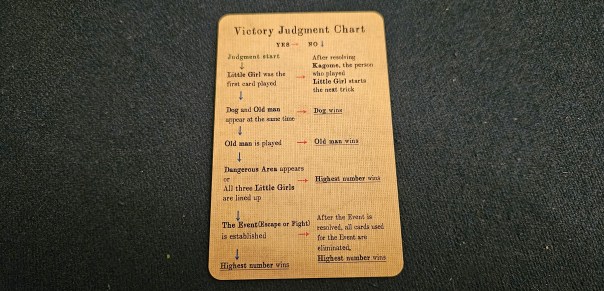 Victory Judgment Chart
YES → NO ↓
Judgment start
↓
Little Girl was the
first card played
→
After resolving
Kagome, the person
who played
Little Girl starts
the next trick
↓
Dog and Old man
appear at the same time
→
Dog wins
↓
Old man is played
→
Old man wins
↓
Dangerous Area appears
or
All three Little Girls
are lined up
→
Highest number wins
↓
The Event(Escape or Fight)
is established
→
After the Event is
resolved, all cards used
for the Event are
eliminated.
Highest number wins
↓
Highest number wins